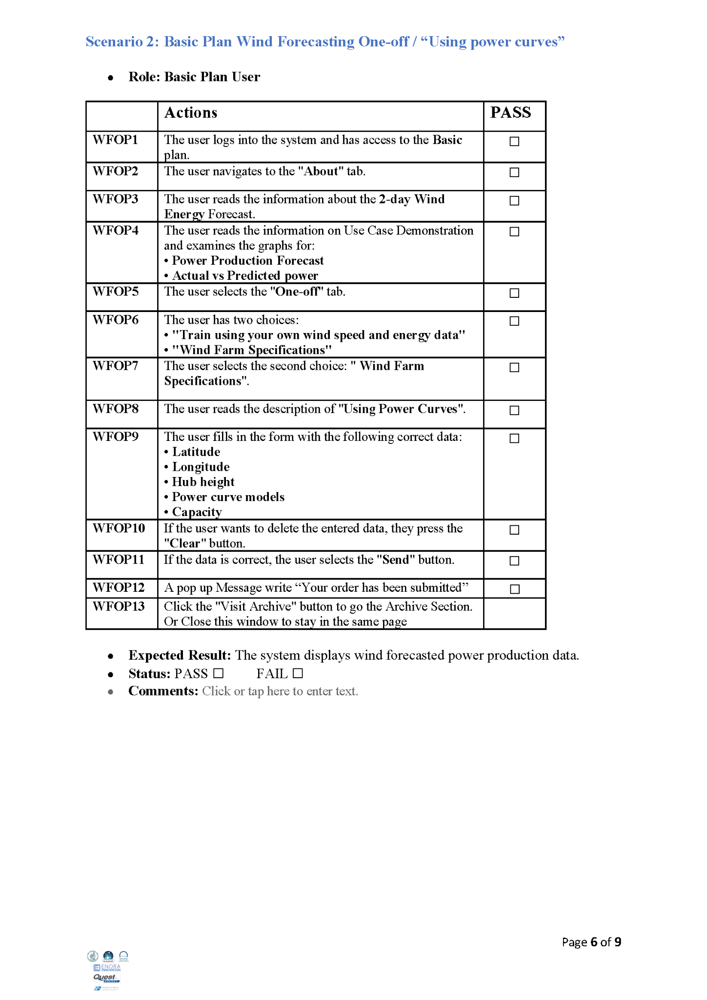 Scenario 2: Basic Plan Wind Forecasting One-off / “Using power curves”
● Role: Basic Plan User
Actions PASS
WFOP1 The user logs into the system and has access to the Basic ☐
plan.
WFOP2 The user navigates to the "About" tab. ☐
WFOP3 The user reads the information about the 2-day Wind ☐
Energy Forecast.
WFOP4 The user reads the information on Use Case Demonstration ☐
and examines the graphs for:
• Power Production Forecast
• Actual vs Predicted power
WFOP5 The user selects the "One-off" tab. ☐
WFOP6 The user has two choices: ☐
• "Train using your own wind speed and energy data"
• "Wind Farm Specifications"
WFOP7 The user selects the second choice: " Wind Farm ☐
Specifications".
WFOP8 The user reads the description of "Using Power Curves". ☐
WFOP9 The user fills in the form with the following correct data: ☐
• Latitude
• Longitude
• Hub height
• Power curve models
• Capacity
WFOP10 If the user wants to delete the entered data, they press the ☐
"Clear" button.
WFOP11 If the data is correct, the user selects the "Send" button. ☐
WFOP12 A pop up Message write “Your order has been submitted” ☐
WFOP13 Click the "Visit Archive" button to go the Archive Section.
Or Close this window to stay in the same page
● Expected Result: The system displays wind forecasted power production data.
● Status: PASS ☐ FAIL ☐
● Comments: Click or tap here to enter text.
Page 6 of 9
IAASARS BEYOND
ENORA
INNOVATION
Quest
ENERGY